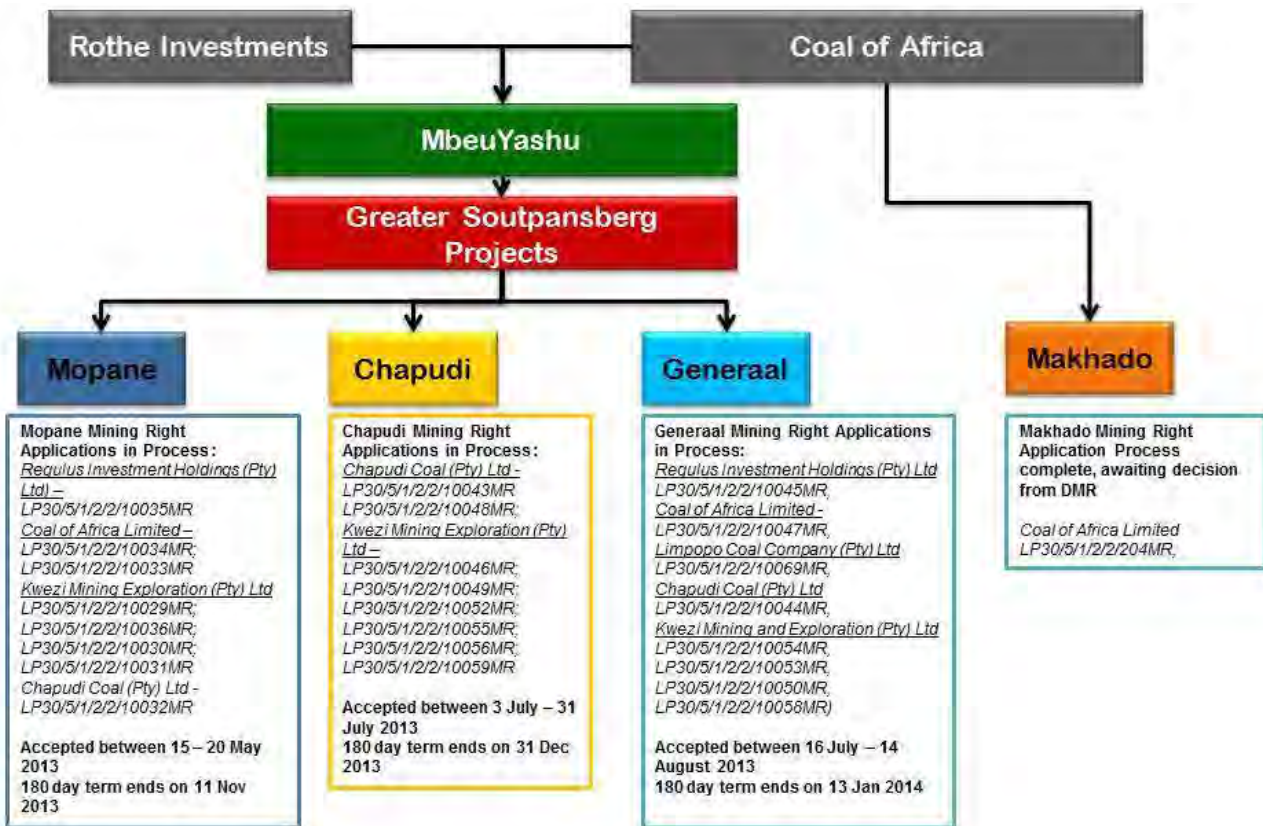 Rothe Investments
Coal of Africa
MbeuYashu
Greater Soutpansberg
Projects
Mopane
Chapudi
Generaal
Makhado
Mopane Mining Right
Applications in Process:
Regulus Investment Holdings (Pty)
Ltd) –
LP30/5/1/2/2/10035MR
Coal of Africa Limited –
LP30/5/1/2/2/10034MR;
LP30/5/1/2/2/10033MR
Kwezi Mining Exploration (Pty) Ltd
LP30/5/1/2/2/10029MR;
LP30/5/1/2/2/10036MR;
LP30/5/1/2/2/10030MR;
LP30/5/1/2/2/10031MR
Chapudi Coal (Pty) Ltd -
LP30/5/1/2/2/10032MR
Accepted between 15 – 20 May
2013
180 day term ends on 11 Nov
2013
Chapudi Mining Right
Applications in Process:
Chapudi Coal (Pty) Ltd -
LP30/5/1/2/2/10043MR
LP30/5/1/2/2/10048MR;
Kwezi Mining Exploration (Pty)
Ltd –
LP30/5/1/2/2/10046MR;
LP30/5/1/2/2/10049MR;
LP30/5/1/2/2/10052MR;
LP30/5/1/2/2/10055MR;
LP30/5/1/2/2/10056MR;
LP30/5/1/2/2/10059MR
Accepted between 3 July – 31
July 2013
180 day term ends on 31 Dec
2013
Generaal Mining Right Applications
in Process:
Regulus Investment Holdings (Pty) Ltd
LP30/5/1/2/2/10045MR,
Coal of Africa Limited -
LP30/5/1/2/2/10047MR,
Limpopo Coal Company (Pty) Ltd
LP30/5/1/2/2/10069MR,
Chapudi Coal (Pty) Ltd
LP30/5/1/2/2/10044MR,
Kwezi Mining and Exploration (Pty) Ltd
LP30/5/1/2/2/10054MR,
LP30/5/1/2/2/10053MR,
LP30/5/1/2/2/10050MR,
LP30/5/1/2/2/10058MR)
Accepted between 16 July – 14
August 2013
180 day term ends on 13 Jan 2014
Makhado Mining Right
Application Process
complete, awaiting decision
from DMR
Coal of Africa Limited
LP30/5/1/2/2/204MR,